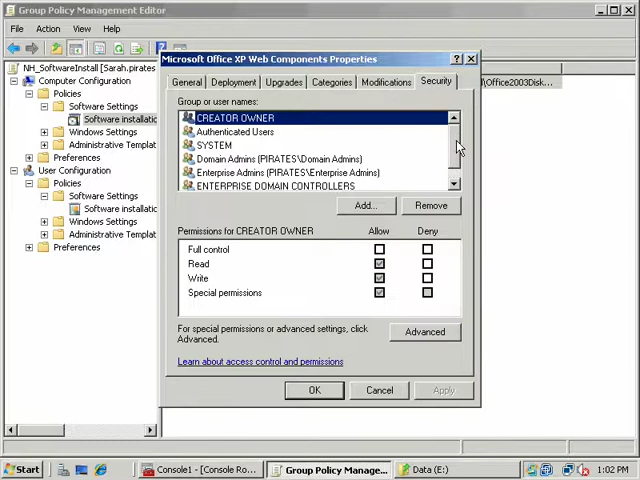 Group Policy Management Editor
File Action View Help
NH_SoftwareInstall [Sarah.pirates
Computer Configuration
Policies
Software Settings
Software installatio
Windows Settings
Administrative Templat
Preferences
User Configuration
Policies
Software Settings
Software installatio
Windows Settings
Administrative Templat
Preferences
\Office2003Disk...
Microsoft Office XP Web Components Properties
General Deployment Upgrades Categories Modifications Security
Group or user names:
CREATOR OWNER
Authenticated Users
SYSTEM
Domain Admins (PIRATES\Domain Admins)
Enterprise Admins (PIRATES\Enterprise Admins)
ENTERPRISE DOMAIN CONTROLLERS
Add... Remove
Permissions for CREATOR OWNER Allow Deny
Full control
Read
Write
Special permissions
For special permissions or advanced settings, click
Advanced.
Advanced
Learn about access control and permissions
OK Cancel Apply
Start Console1 - [Console Ro... Group Policy Manage... Data (E:) 1:02 PM